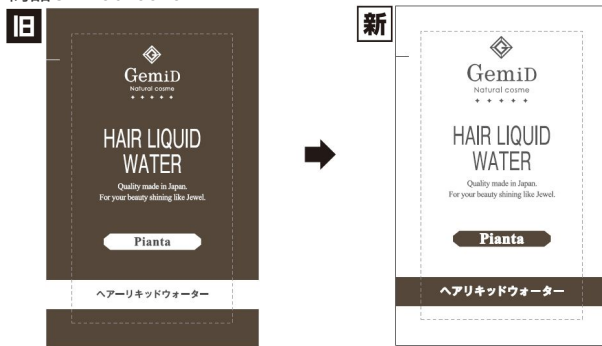 旧
GemiD
Natural cosme
HAIR LIQUID
WATER
Quality made in Japan.
For your beauty shining like Jewel.
Pianta
ヘアーリキッドウォーター
新
GemiD
Natural cosme
HAIR LIQUID
WATER
Quality made in Japan.
For your beauty shining like Jewel.
Pianta
ヘアリキッドウォーター